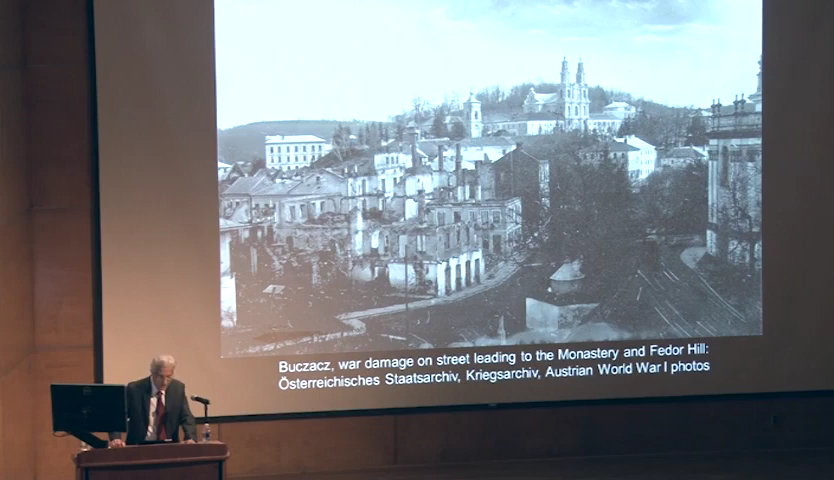 Buczacz, war damage on street leading to the Monastery and Fedor Hill:
Österreichisches Staatsarchiv, Kriegsarchiv, Austrian World War I photos